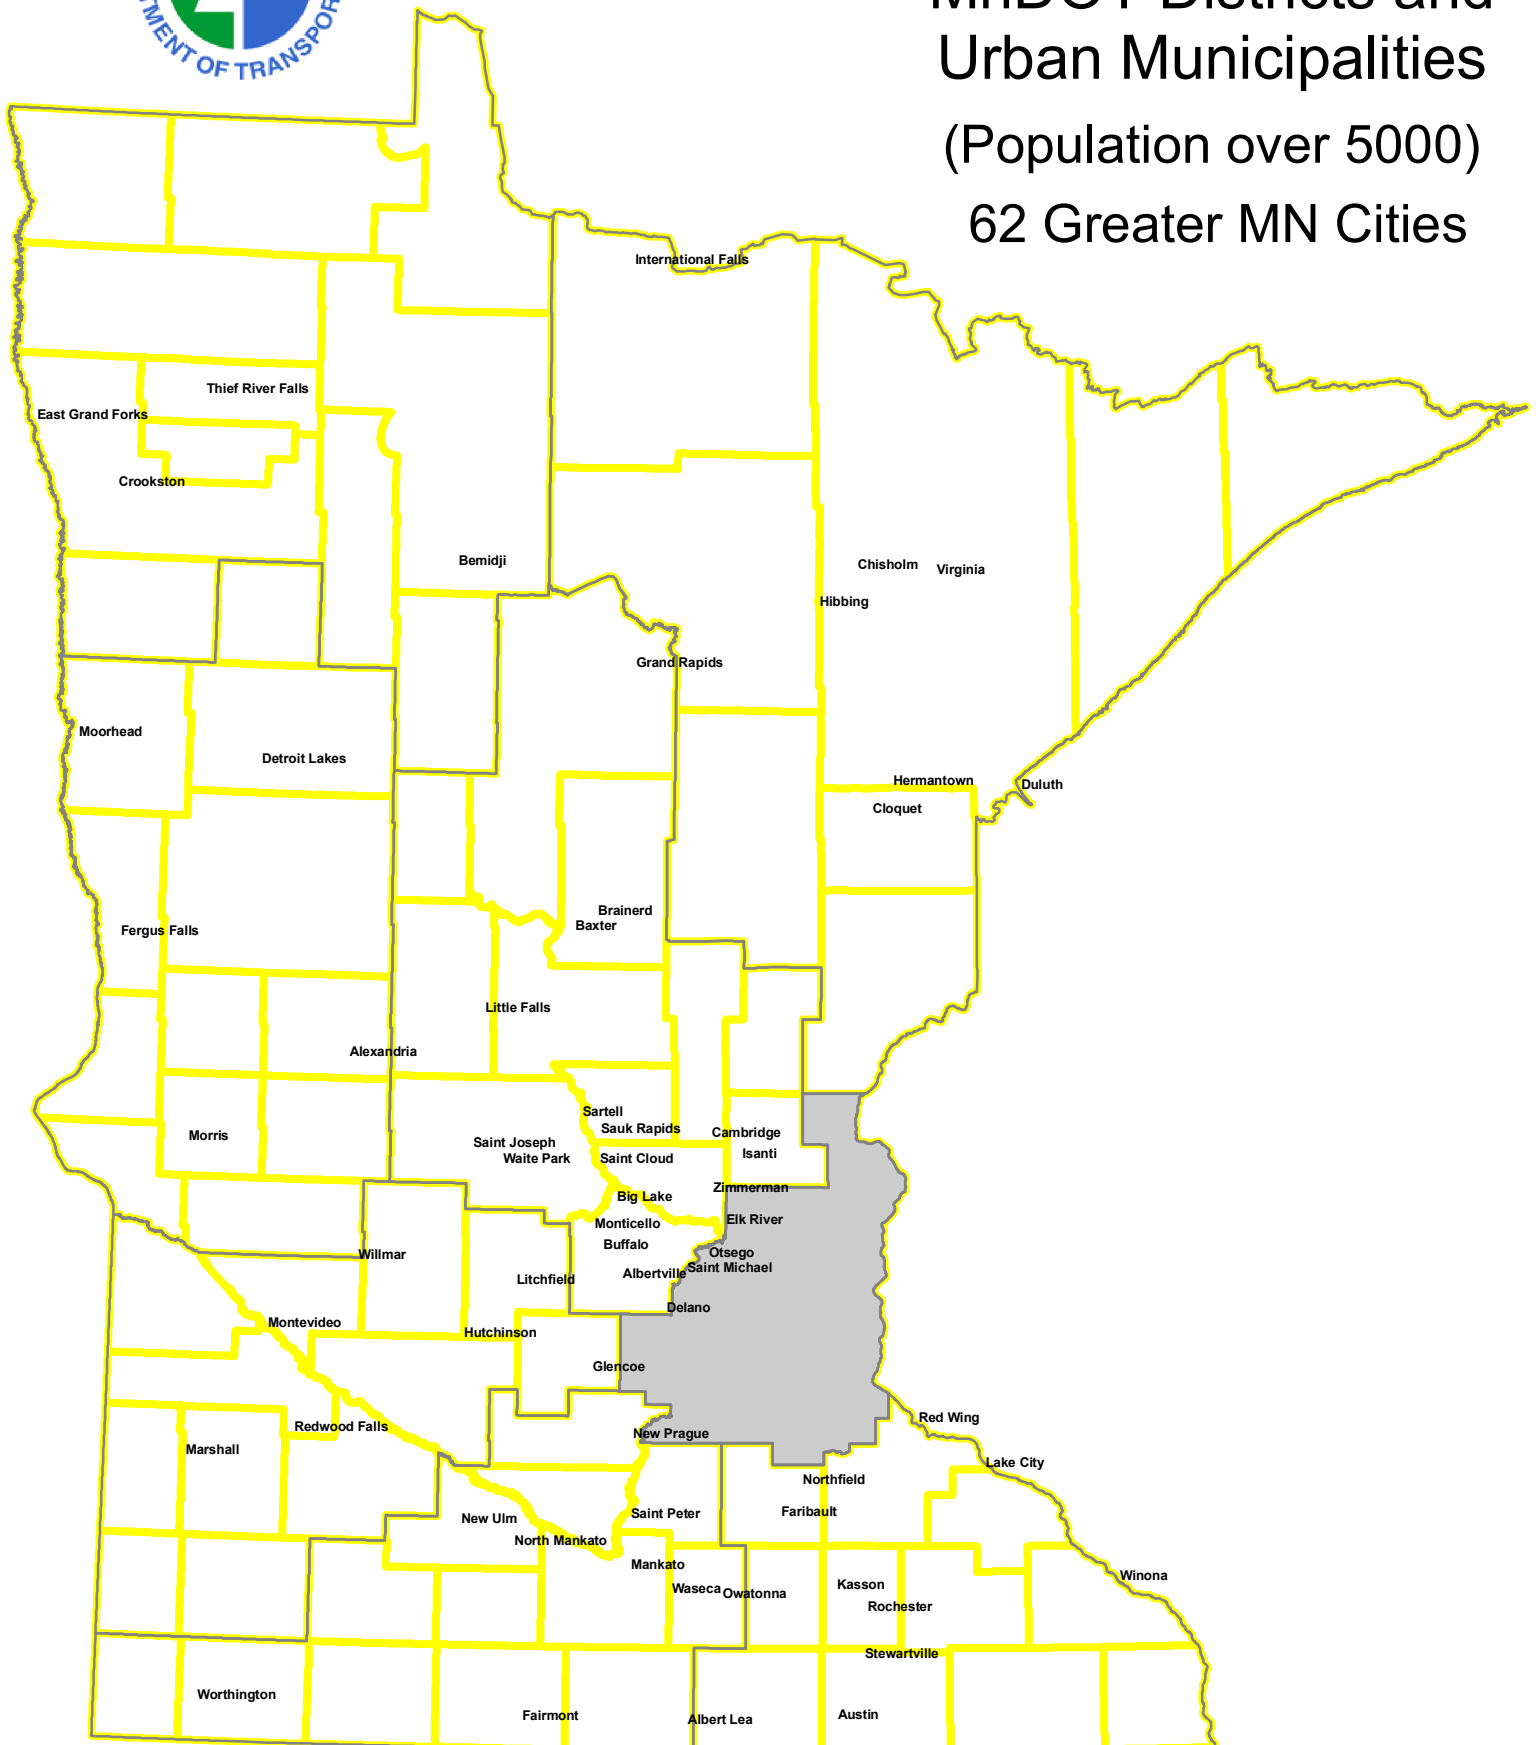 OF TRANSPOR
Urban Municipalities
(Population over 5000)
62 Greater MN Cities
International Falls
Thief River Falls
East Grand Forks
Crookston
Bemidji
Chisholm
Virginia
Hibbing
Grand Rapids
Moorhead
Detroit Lakes
Hermantown
Duluth
Cloquet
Brainerd
Baxter
Fergus Falls
Little Falls
Alexandria
Sartell
Sauk Rapids
Cambridge
Morris
Saint Joseph
Waite Park
Saint Cloud
Isanti
Zimmerman
Big Lake
Elk River
Monticello
Buffalo
Otsego
Willmar
Litchfield
Albertville
Saint Michael
Delano
Montevideo
Hutchinson
Glencoe
Red Wing
Redwood Falls
New Prague
Marshall
Lake City
Northfield
Saint Peter
Faribault
New Ulm
North Mankato
Mankato
Winona
Waseca
Owatonna
Kasson
Rochester
Stewartville
Worthington
Fairmont
Albert Lea
Austin